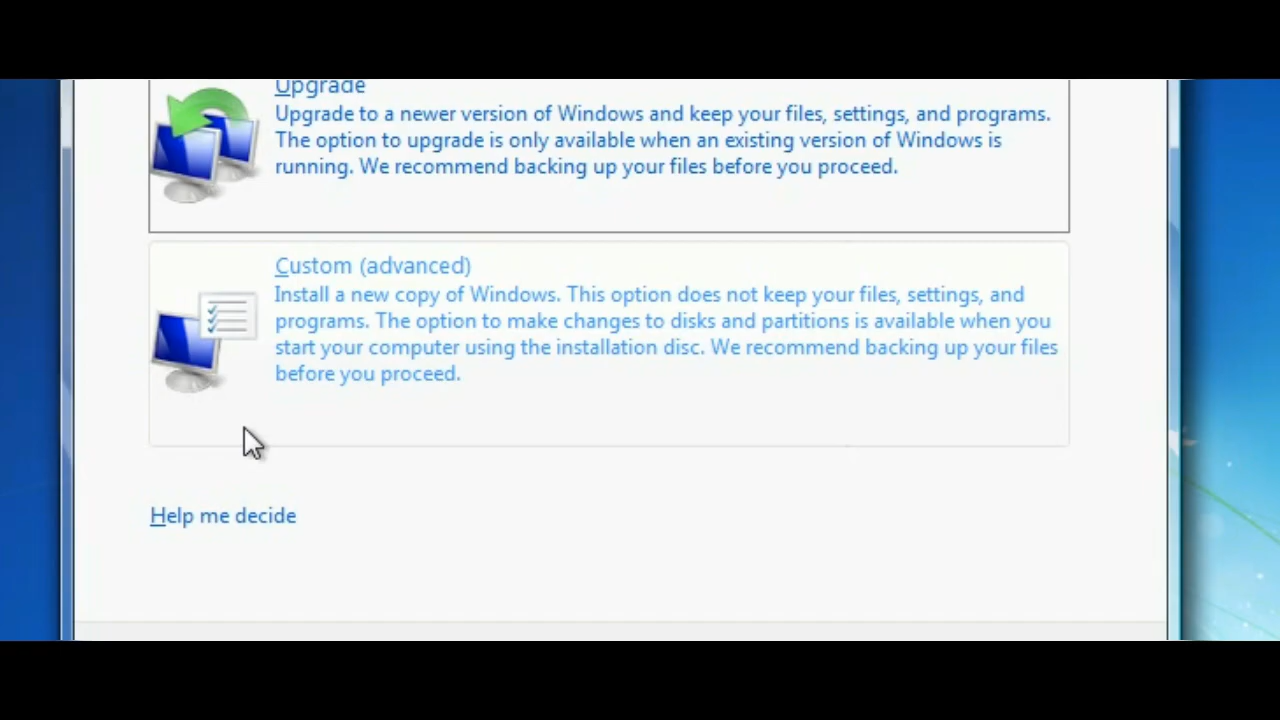 Upgrade
Upgrade to a newer version of Windows and keep your files, settings, and programs.
The option to upgrade is only available when an existing version of Windows is
running. We recommend backing up your files before you proceed.
Custom (advanced)
Install a new copy of Windows. This option does not keep your files, settings, and
programs. The option to make changes to disks and partitions is available when you
start your computer using the installation disc. We recommend backing up your files
before you proceed.
Help me decide